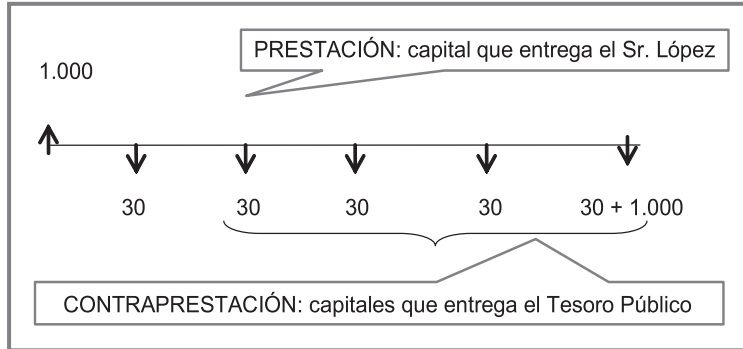 PRESTACIÓN: capital que entrega el Sr. López
1.000
30 30 30 30 30 + 1.000
CONTRAPRESTACIÓN: capitales que entrega el Tesoro Público